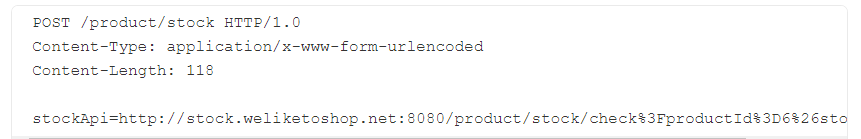 POST /product/stock HTTP/1.0
Content-Type: application/x-www-form-urlencoded
Content-Length: 118
stockApi=http://stock.weliketoshop.net:8080/product/stock/check%3FproductId%3D6%26sto